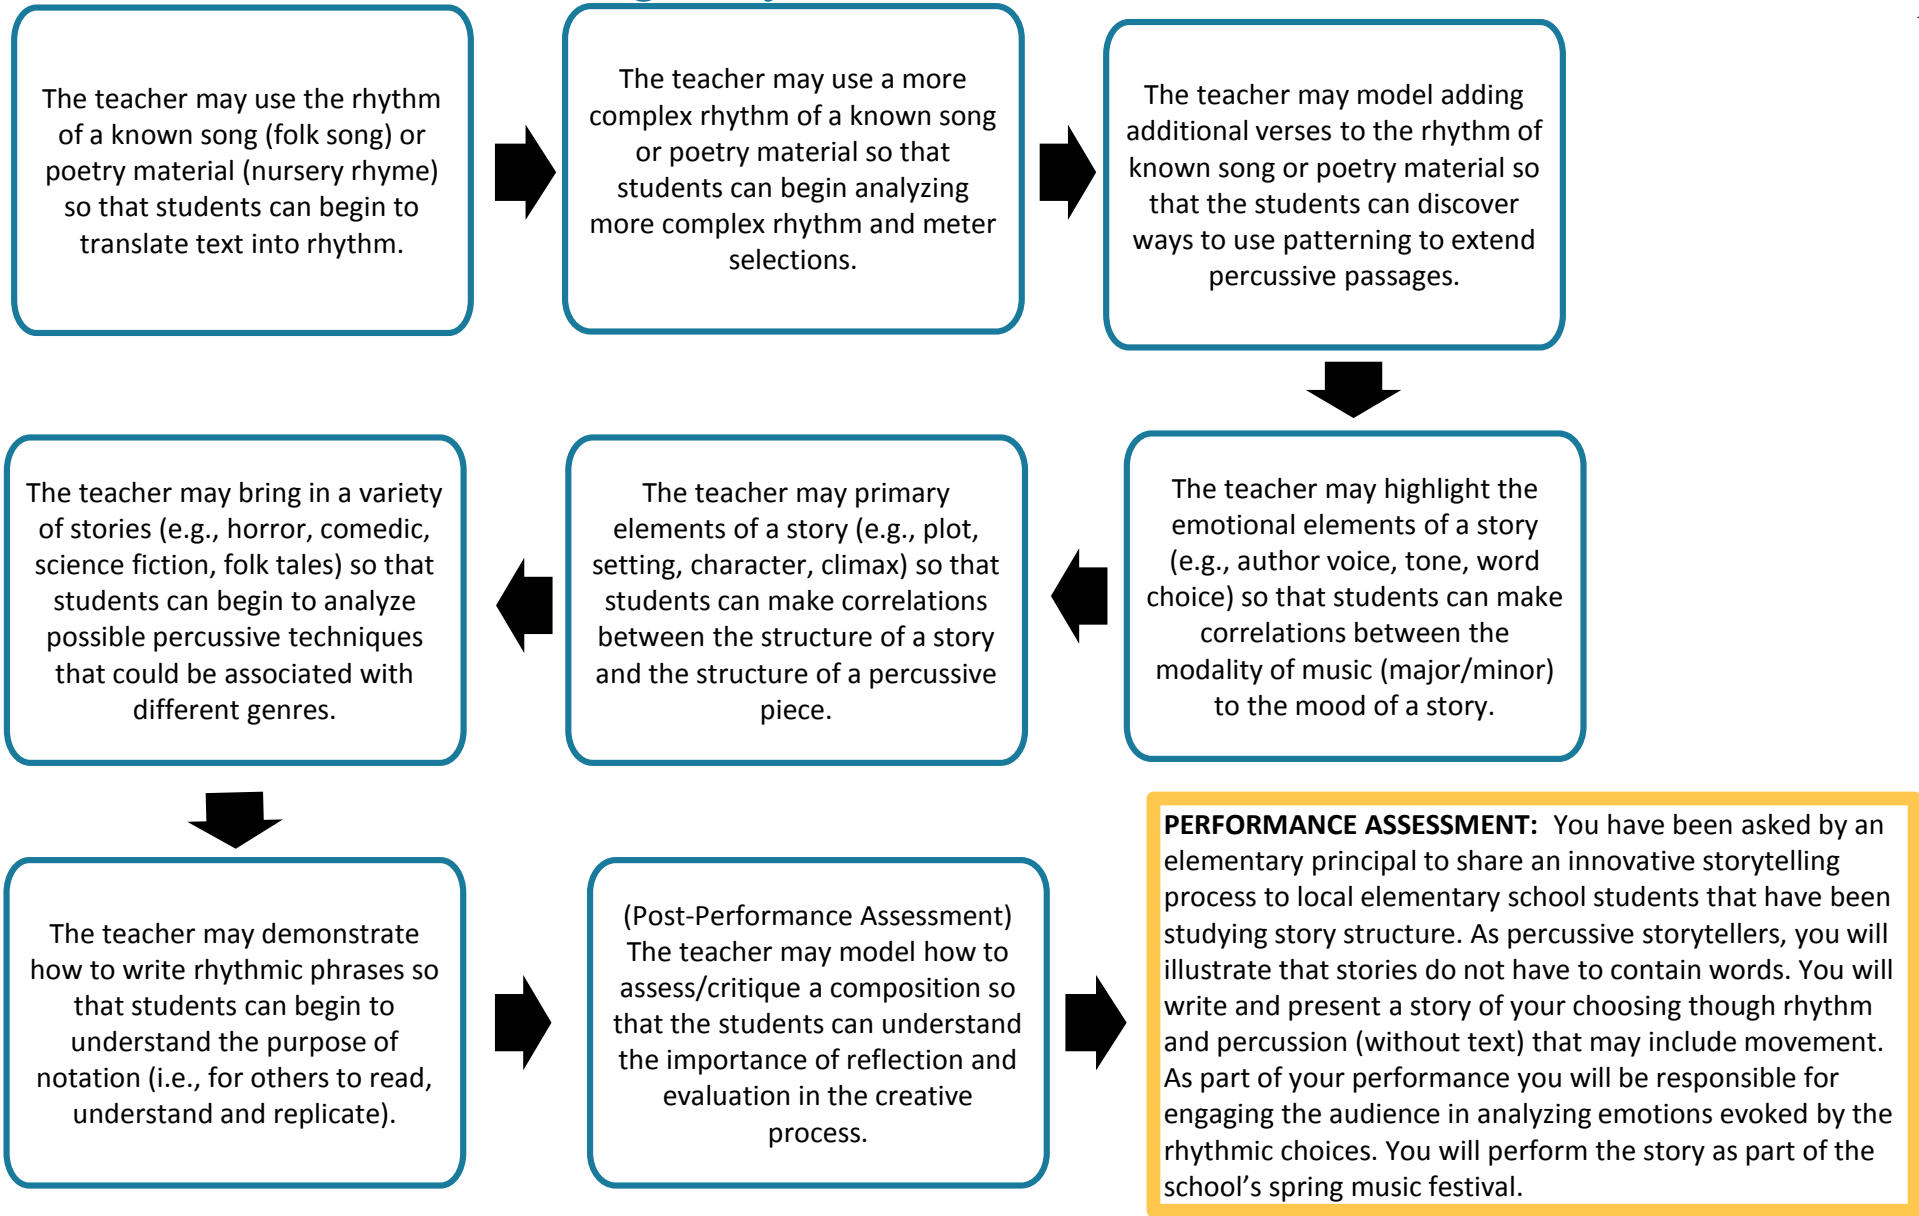 The teacher may use the rhythm
of a known song (folk song) or
poetry material (nursery rhyme)
so that students can begin to
translate text into rhythm.
The teacher may use a more
complex rhythm of a known song
or poetry material so that
students can begin analyzing
more complex rhythm and meter
selections.
The teacher may model adding
additional verses to the rhythm of
known song or poetry material so
that the students can discover
ways to use patterning to extend
percussive passages.
The teacher may highlight the
emotional elements of a story
(e.g., author voice, tone, word
choice) so that students can make
correlations between the
modality of music (major/minor)
to the mood of a story.
The teacher may primary
elements of a story (e.g., plot,
setting, character, climax) so that
students can make correlations
between the structure of a story
and the structure of a percussive
piece.
The teacher may bring in a variety
of stories (e.g., horror, comedic,
science fiction, folk tales) so that
students can begin to analyze
possible percussive techniques
that could be associated with
different genres.
The teacher may demonstrate
how to write rhythmic phrases so
that students can begin to
understand the purpose of
notation (i.e., for others to read,
understand and replicate).
(Post-Performance Assessment)
The teacher may model how to
assess/critique a composition so
that the students can understand
the importance of reflection and
evaluation in the creative
process.
PERFORMANCE ASSESSMENT: You have been asked by an
elementary principal to share an innovative storytelling
process to local elementary school students that have been
studying story structure. As percussive storytellers, you will
illustrate that stories do not have to contain words. You will
write and present a story of your choosing though rhythm
and percussion (without text) that may include movement.
As part of your performance you will be responsible for
engaging the audience in analyzing emotions evoked by the
rhythmic choices. You will perform the story as part of the
school’s spring music festival.